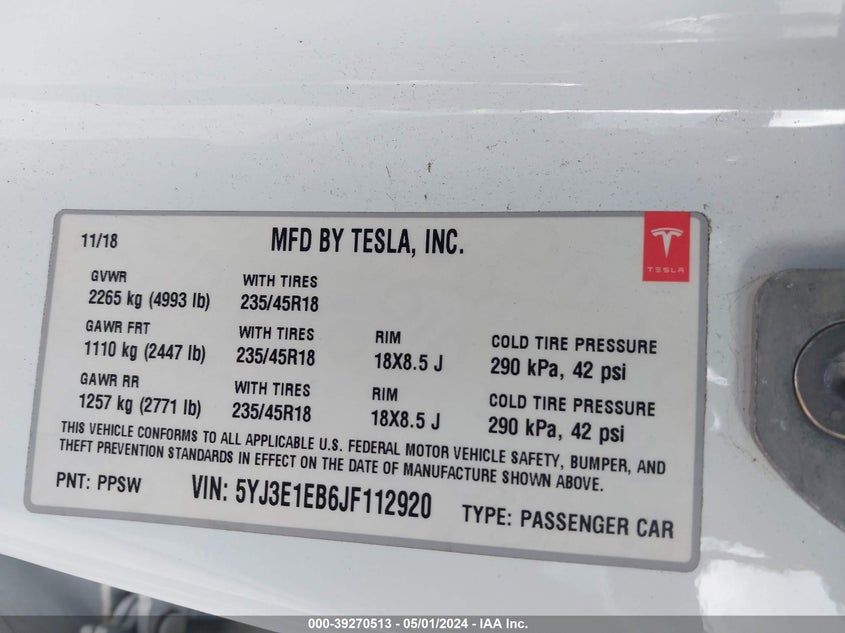 11/18
MFD BY TESLA, INC.
TESLA
GVWR
2265 kg (4993 lb)
WITH TIRES
235/45R18
GAWR FRT
1110 kg (2447 lb)
WITH TIRES
235/45R18
RIM
18X8.5 J
COLD TIRE PRESSURE
290 kPa, 42 psi
GAWR RR
1257 kg (2771 lb)
WITH TIRES
235/45R18
RIM
18X8.5 J
COLD TIRE PRESSURE
290 kPa, 42 psi
THIS VEHICLE CONFORMS TO ALL APPLICABLE U.S. FEDERAL MOTOR VEHICLE SAFETY, BUMPER, AND
THEFT PREVENTION STANDARDS IN EFFECT ON THE DATE OF MANUFACTURE SHOWN ABOVE.
PNT: PPSW
VIN: 5YJ3E1EB6JF112920
TYPE: PASSENGER CAR
000-39270513 - 05/01/2024 - IAA Inc.